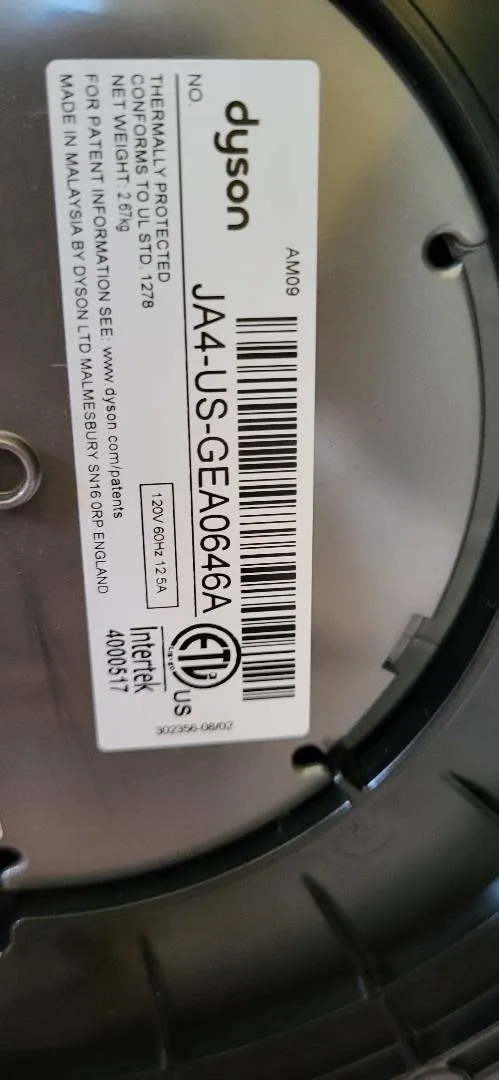 dyson
AM09
NO.
JA4-US-GEA0646A
THERMALLY PROTECTED
CONFORMS TO UL STD. 1278
NET WEIGHT: 2.67kg
FOR PATENT INFORMATION SEE: www.dyson.com/patents
MADE IN MALAYSIA BY DYSON LTD MALMESBURY SN16 0RP ENGLAND
120V 60Hz 12.5A
ETL
US
Intertek
4000517
302356-08/02